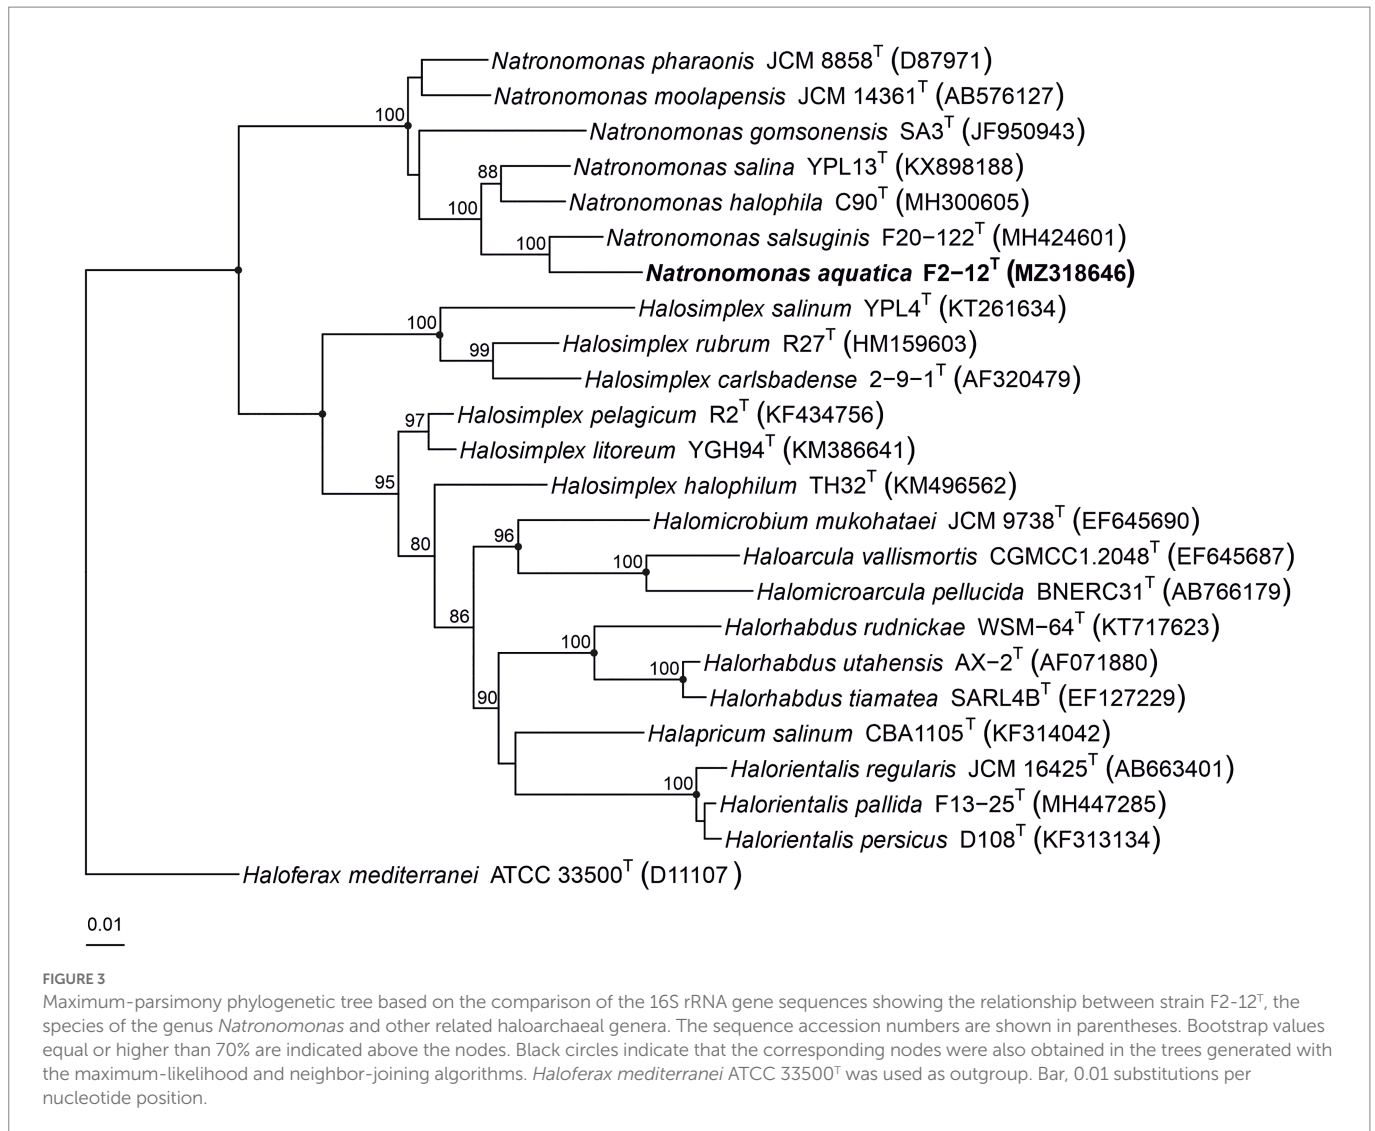 Natronomonas pharaonis JCM 8858ᵀ (D87971)
Natronomonas moolapensis JCM 14361ᵀ (AB576127)
100
Natronomonas gomsonensis SA3ᵀ (JF950943)
Natronomonas salina YPL13ᵀ (KX898188)
88
Natronomonas halophila C90ᵀ (MH300605)
100
Natronomonas salsuginis F20−122ᵀ (MH424601)
100
Natronomonas aquatica F2−12ᵀ (MZ318646)
Halosimplex salinum YPL4ᵀ (KT261634)
100
Halosimplex rubrum R27ᵀ (HM159603)
99
Halosimplex carlsbadense 2−9−1ᵀ (AF320479)
Halosimplex pelagicum R2ᵀ (KF434756)
97
Halosimplex litoreum YGH94ᵀ (KM386641)
95
Halosimplex halophilum TH32ᵀ (KM496562)
Halomicrobium mukohataei JCM 9738ᵀ (EF645690)
96
80
Haloarcula vallismortis CGMCC1.2048ᵀ (EF645687)
100
Halomicroarcula pellucida BNERC31ᵀ (AB766179)
86
Halorhabdus rudnickae WSM−64ᵀ (KT717623)
100
Halorhabdus utahensis AX−2ᵀ (AF071880)
100
Halorhabdus tiamatea SARL4Bᵀ (EF127229)
90
Halapricum salinum CBA1105ᵀ (KF314042)
Halorientalis regularis JCM 16425ᵀ (AB663401)
100
Halorientalis pallida F13−25ᵀ (MH447285)
Halorientalis persicus D108ᵀ (KF313134)
Haloferax mediterranei ATCC 33500ᵀ (D11107)
0.01
FIGURE 3
Maximum-parsimony phylogenetic tree based on the comparison of the 16S rRNA gene sequences showing the relationship between strain F2-12ᵀ, the
species of the genus Natronomonas and other related haloarchaeal genera. The sequence accession numbers are shown in parentheses. Bootstrap values
equal or higher than 70% are indicated above the nodes. Black circles indicate that the corresponding nodes were also obtained in the trees generated with
the maximum-likelihood and neighbor-joining algorithms. Haloferax mediterranei ATCC 33500ᵀ was used as outgroup. Bar, 0.01 substitutions per
nucleotide position.